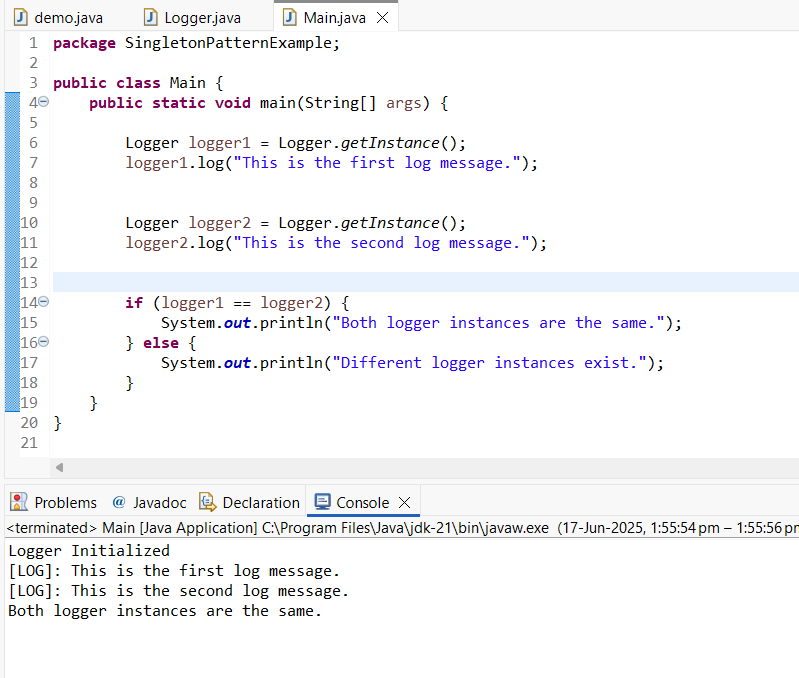 demo.java Logger.java Main.java
1 package SingletonPatternExample;
2
3 public class Main {
4 public static void main(String[] args) {
5
6 Logger logger1 = Logger.getInstance();
7 logger1.log("This is the first log message.");
8
9
10 Logger logger2 = Logger.getInstance();
11 logger2.log("This is the second log message.");
12
13
14 if (logger1 == logger2) {
15 System.out.println("Both logger instances are the same.");
16 } else {
17 System.out.println("Different logger instances exist.");
18 }
19 }
20 }
21
Problems @ Javadoc Declaration Console
<terminated> Main [Java Application] C:\Program Files\Java\jdk-21\bin\javaw.exe (17-Jun-2025, 1:55:54 pm – 1:55:56 pm
Logger Initialized
[LOG]: This is the first log message.
[LOG]: This is the second log message.
Both logger instances are the same.